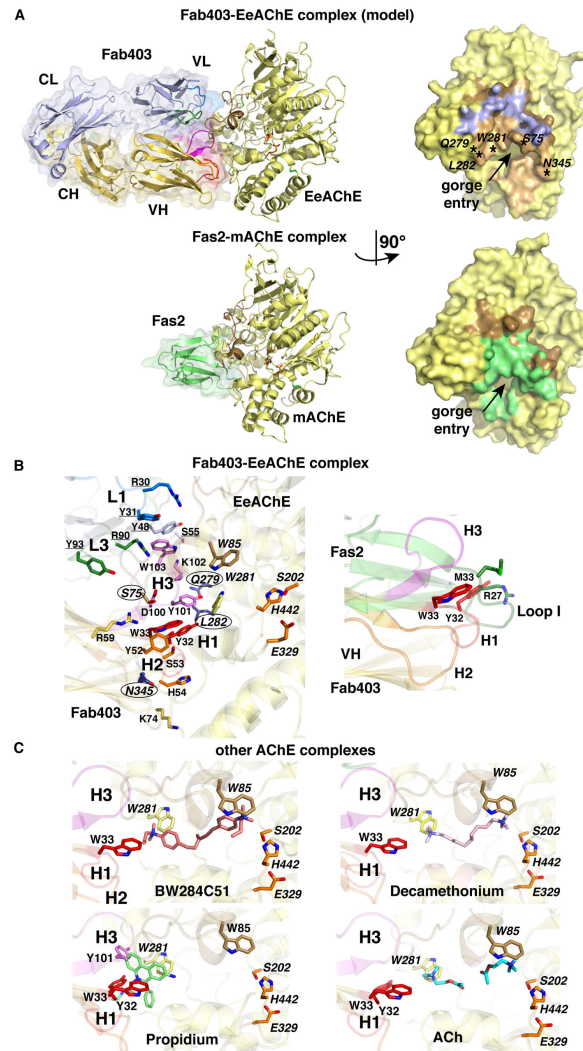 A
Fab403-EeAChE complex (model)
CL
Fab403
VL
CH
VH
EeAChE
Q279
W281
S75
L282
N345
* * * * *
gorge
entry
Fas2-mAChE complex
90°
Fas2
mAChE
gorge
entry
B
Fab403-EeAChE complex
R30
EeAChE
L1
Y31
Y48
L3
R90
S55
W85
Y93
W103
K102
Q279
W281
S202
S75
H3
H442
D100
Y101
L282
R59
W33
Y32
H1
Y52
E329
H2
S53
N345
H54
Fab403
K74
H3
Fas2
M33
R27
W33
Y32
Loop I
H1
VH
H2
Fab403
C
other AChE complexes
H3
W281
W85
W33
S202
H1
H442
H2
BW284C51
E329
H3
W281
W85
W33
S202
H1
H442
Decamethonium
E329
H3
Y101
W281
W85
W33
Y32
S202
H1
H442
Propidium
E329
H3
W281
W85
W33
Y32
S202
H1
H442
ACh
E329